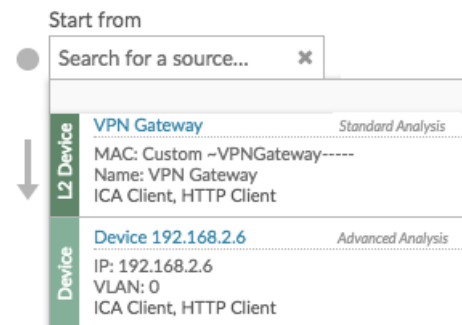 Start from
Search for a source... ×
L2 Device
VPN Gateway Standard Analysis
MAC: Custom ~VPNGateway-----
Name: VPN Gateway
ICA Client, HTTP Client
Device
Device 192.168.2.6 Advanced Analysis
IP: 192.168.2.6
VLAN: 0
ICA Client, HTTP Client